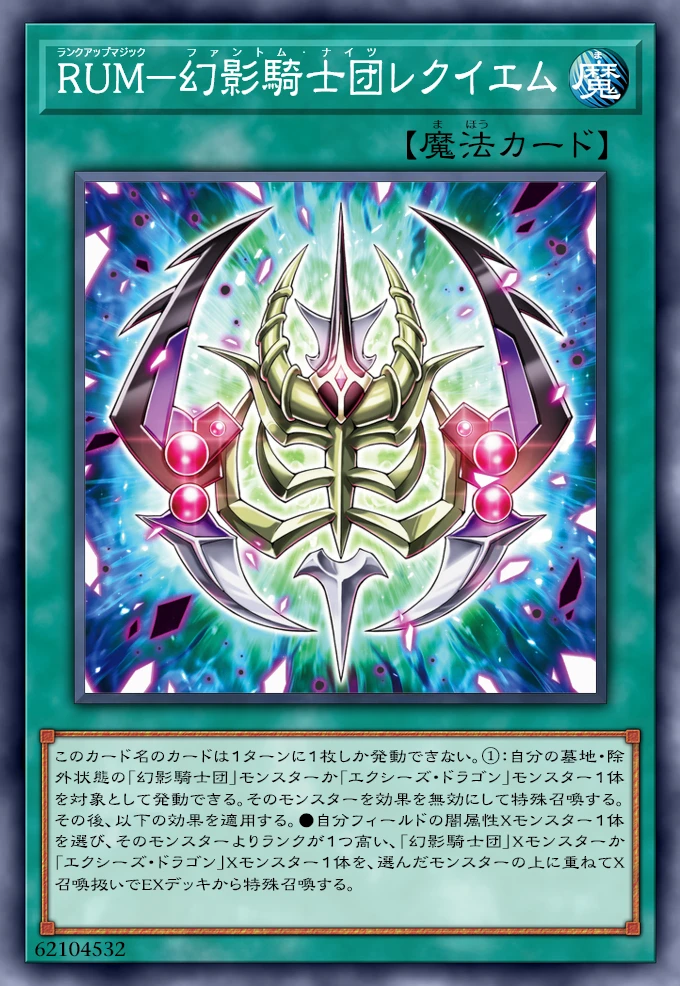 ランクアップマジック ファントム・ナイツ
RUM－幻影騎士団レクイエム
ま
魔
ま ほう
【魔法カード】
このカード名のカードは1ターンに1枚しか発動できない。①：自分の墓地・除
外状態の「幻影騎士団」モンスターか「エクシーズ・ドラゴン」モンスター1体
を対象として発動できる。そのモンスターを効果を無効にして特殊召喚する。
その後、以下の効果を適用する。●自分フィールドの闇属性Xモンスター1体
を選び、そのモンスターよりランクが1つ高い、「幻影騎士団」Xモンスターか
「エクシーズ・ドラゴン」Xモンスター1体を、選んだモンスターの上に重ねてX
召喚扱いでEXデッキから特殊召喚する。
62104532